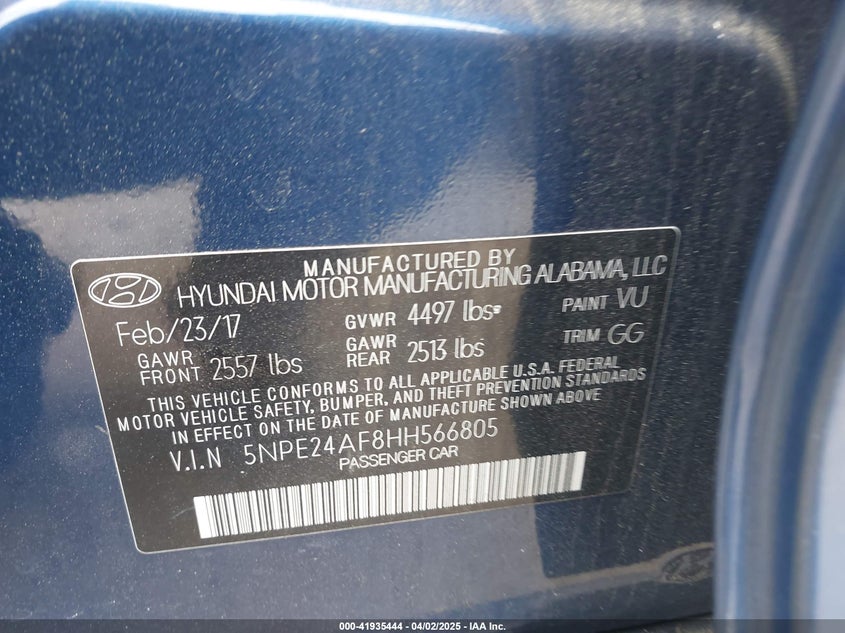 MANUFACTURED BY
HYUNDAI MOTOR MANUFACTURING ALABAMA, LLC
Feb/23/17 GVWR 4497 lbs PAINT VU
GAWR FRONT 2557 lbs GAWR REAR 2513 lbs TRIM GG
THIS VEHICLE CONFORMS TO ALL APPLICABLE U.S.A. FEDERAL
MOTOR VEHICLE SAFETY, BUMPER, AND THEFT PREVENTION STANDARDS
IN EFFECT ON THE DATE OF MANUFACTURE SHOWN ABOVE
V.I.N 5NPE24AF8HH566805
PASSENGER CAR
000-41935444 - 04/02/2025 - IAA Inc.